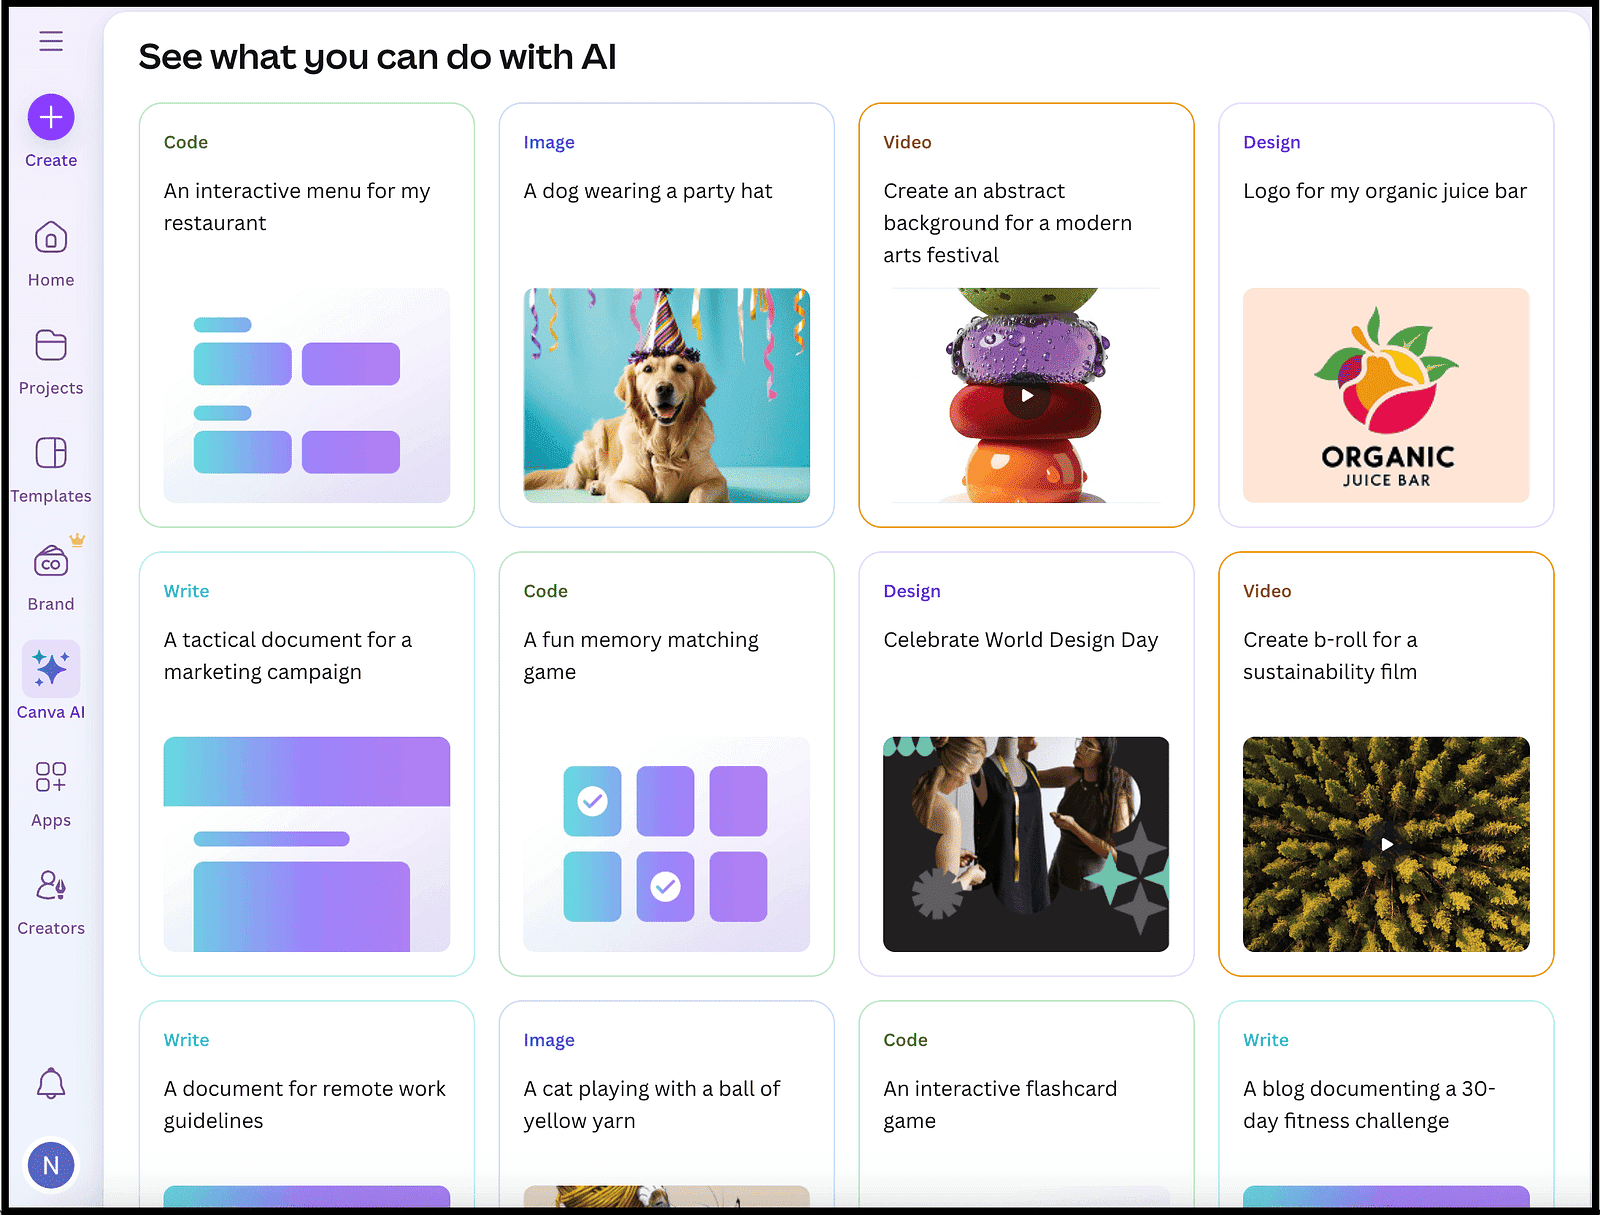 See what you can do with AI
Create
Home
Projects
Templates
CO
Brand
Canva AI
Apps
Creators
N
Code
An interactive menu for my
restaurant
Image
A dog wearing a party hat
Video
Create an abstract
background for a modern
arts festival
Design
Logo for my organic juice bar
ORGANIC
JUICE BAR
Write
A tactical document for a
marketing campaign
Code
A fun memory matching
game
Design
Celebrate World Design Day
Video
Create b-roll for a
sustainability film
Write
A document for remote work
guidelines
Image
A cat playing with a ball of
yellow yarn
Code
An interactive flashcard
game
Write
A blog documenting a 30-
day fitness challenge